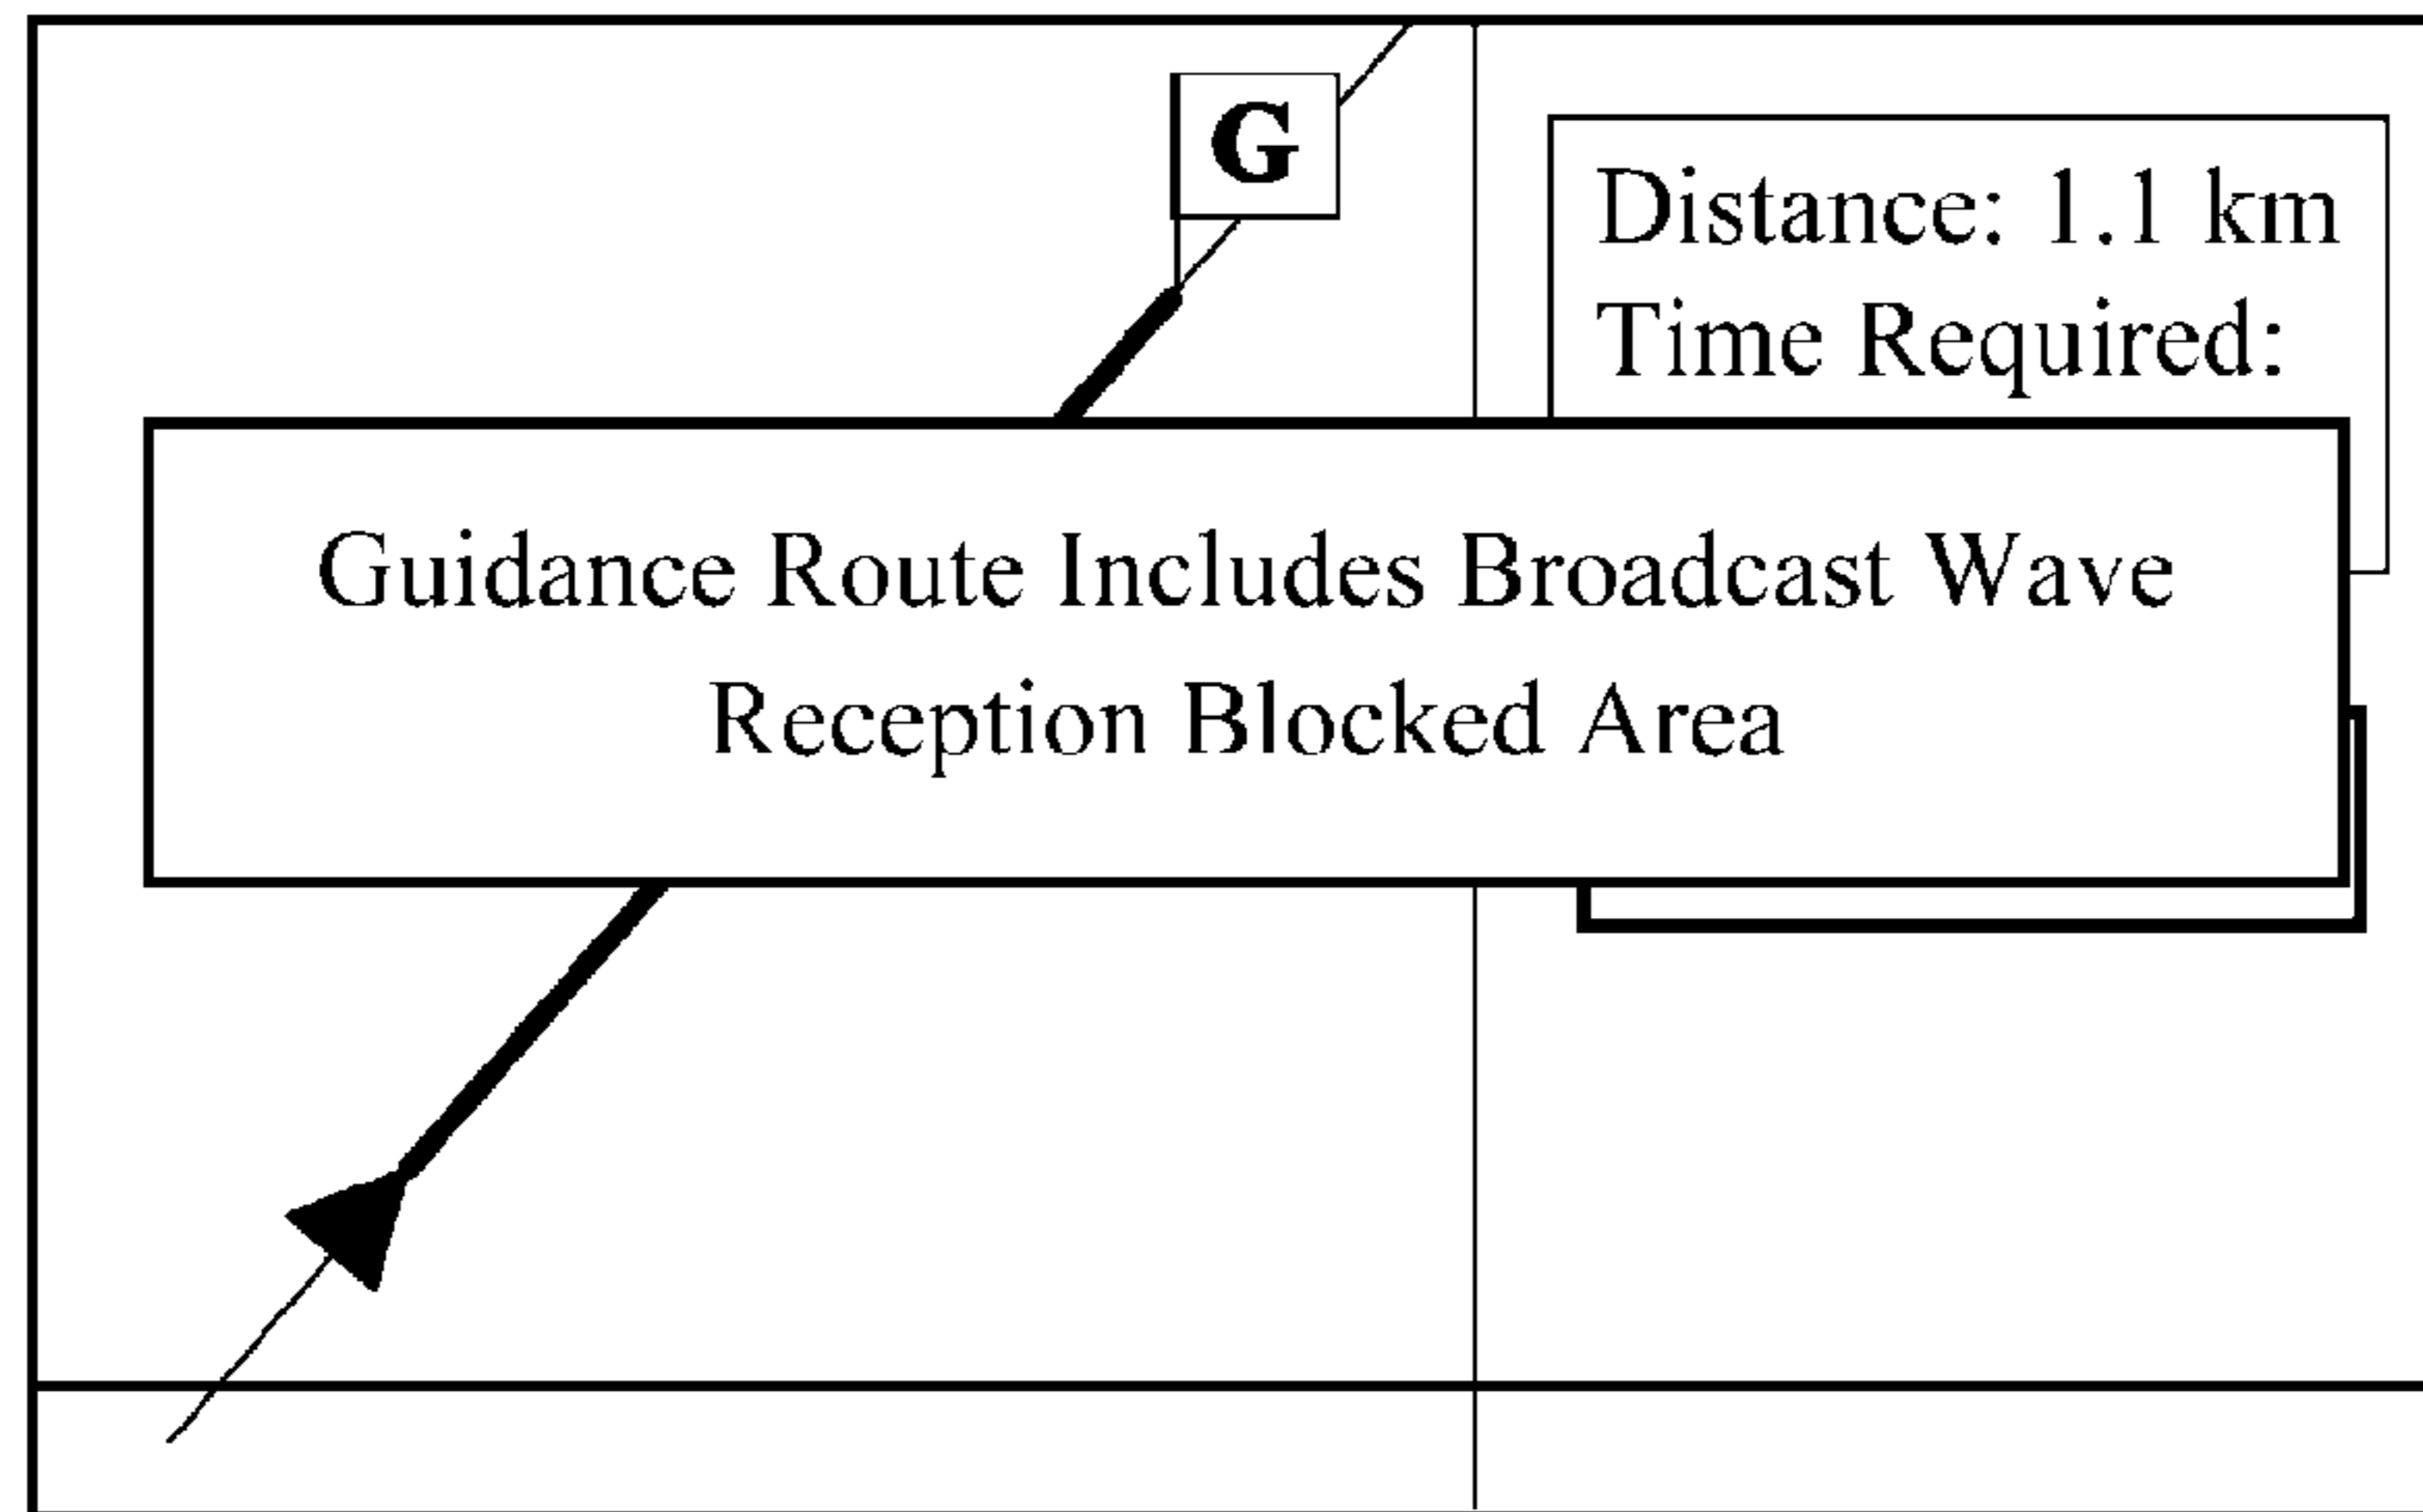 G
Distance: 1.1 km
Time Required:
Guidance Route Includes Broadcast Wave
Reception Blocked Area